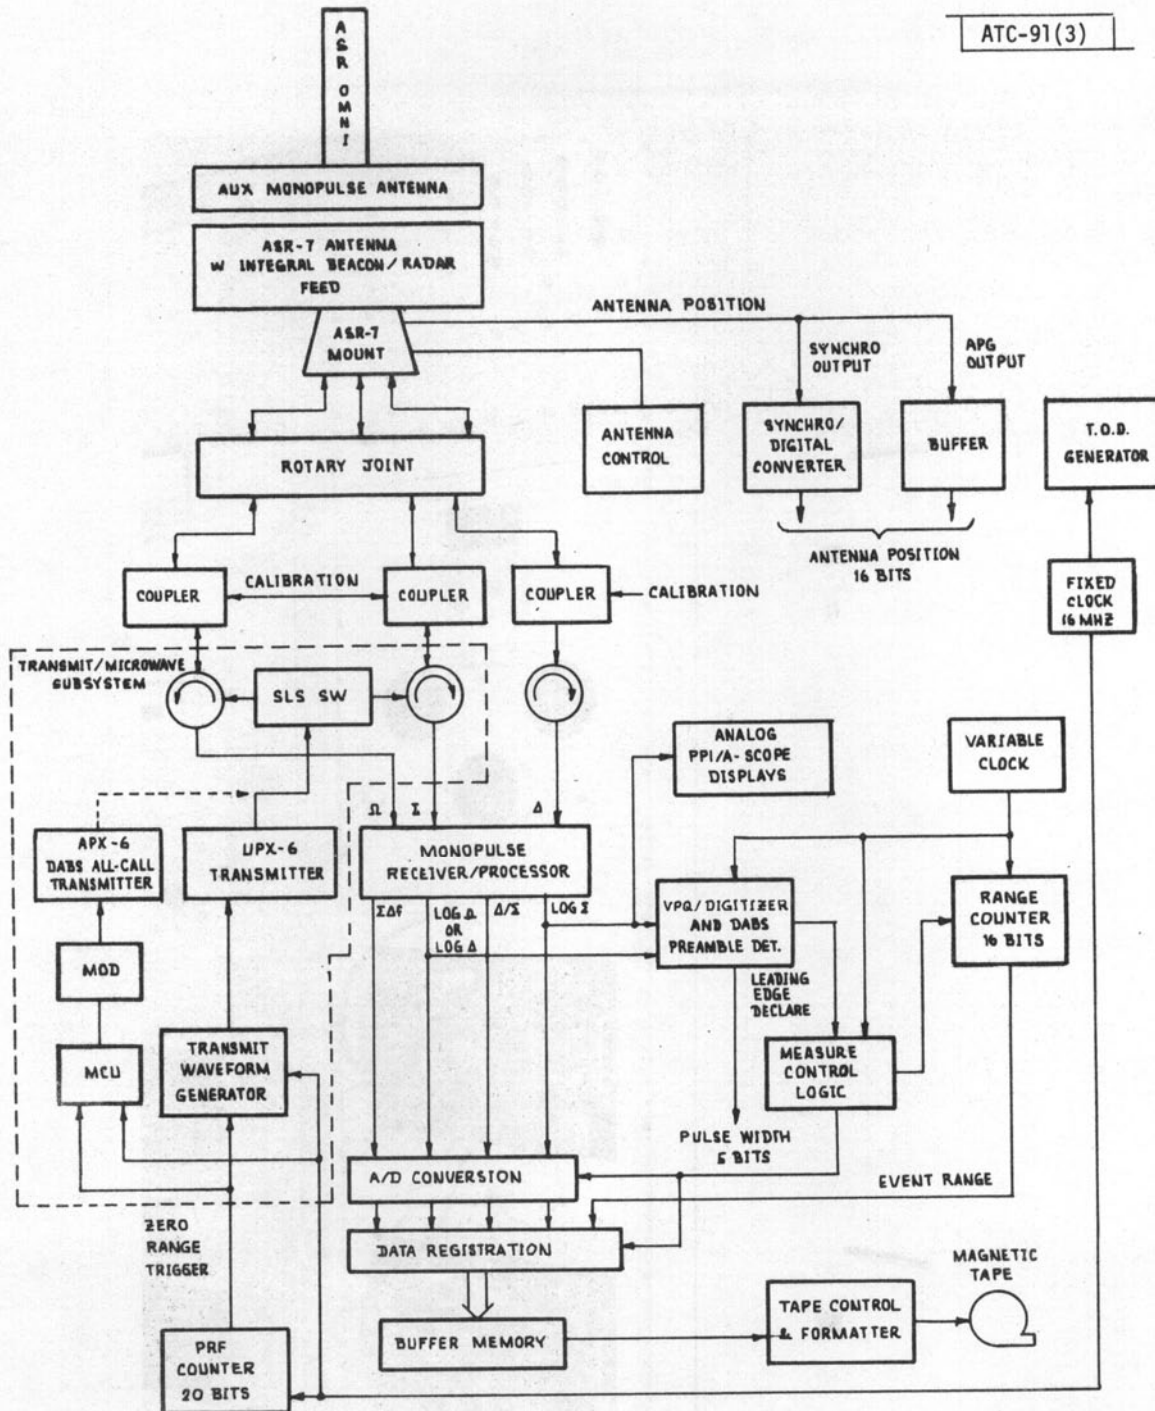 ATC-91(3)
ASR OMNI
AUX MONOPULSE ANTENNA
ASR-7 ANTENNA
W INTEGRAL BEACON/RADAR
FEED
ANTENNA POSITION
ASR-7
MOUNT
SYNCHRO
OUTPUT
APG
OUTPUT
ANTENNA
CONTROL
SYNCHRO/
DIGITAL
CONVERTER
BUFFER
T.O.D.
GENERATOR
ROTARY JOINT
ANTENNA POSITION
16 BITS
COUPLER
CALIBRATION
COUPLER
COUPLER
CALIBRATION
FIXED
CLOCK
16 MHZ
TRANSMIT/MICROWAVE
SUBSYSTEM
SLS SW
ANALOG
PPI/A-SCOPE
DISPLAYS
VARIABLE
CLOCK
Ω
Σ
Δ
APX-6
DABS ALL-CALL
TRANSMITTER
UPX-6
TRANSMITTER
MONOPULSE
RECEIVER/PROCESSOR
ΣΔf
LOG Ω
OR
LOG Δ
Δ/Σ
LOG Σ
VPQ/DIGITIZER
AND DABS
PREAMBLE DET.
RANGE
COUNTER
16 BITS
MOD
LEADING
EDGE
DECLARE
MCU
TRANSMIT
WAVEFORM
GENERATOR
MEASURE
CONTROL
LOGIC
PULSE WIDTH
5 BITS
A/D CONVERSION
EVENT RANGE
ZERO
RANGE
TRIGGER
DATA REGISTRATION
MAGNETIC
TAPE
BUFFER MEMORY
TAPE CONTROL
& FORMATTER
PRF
COUNTER
20 BITS